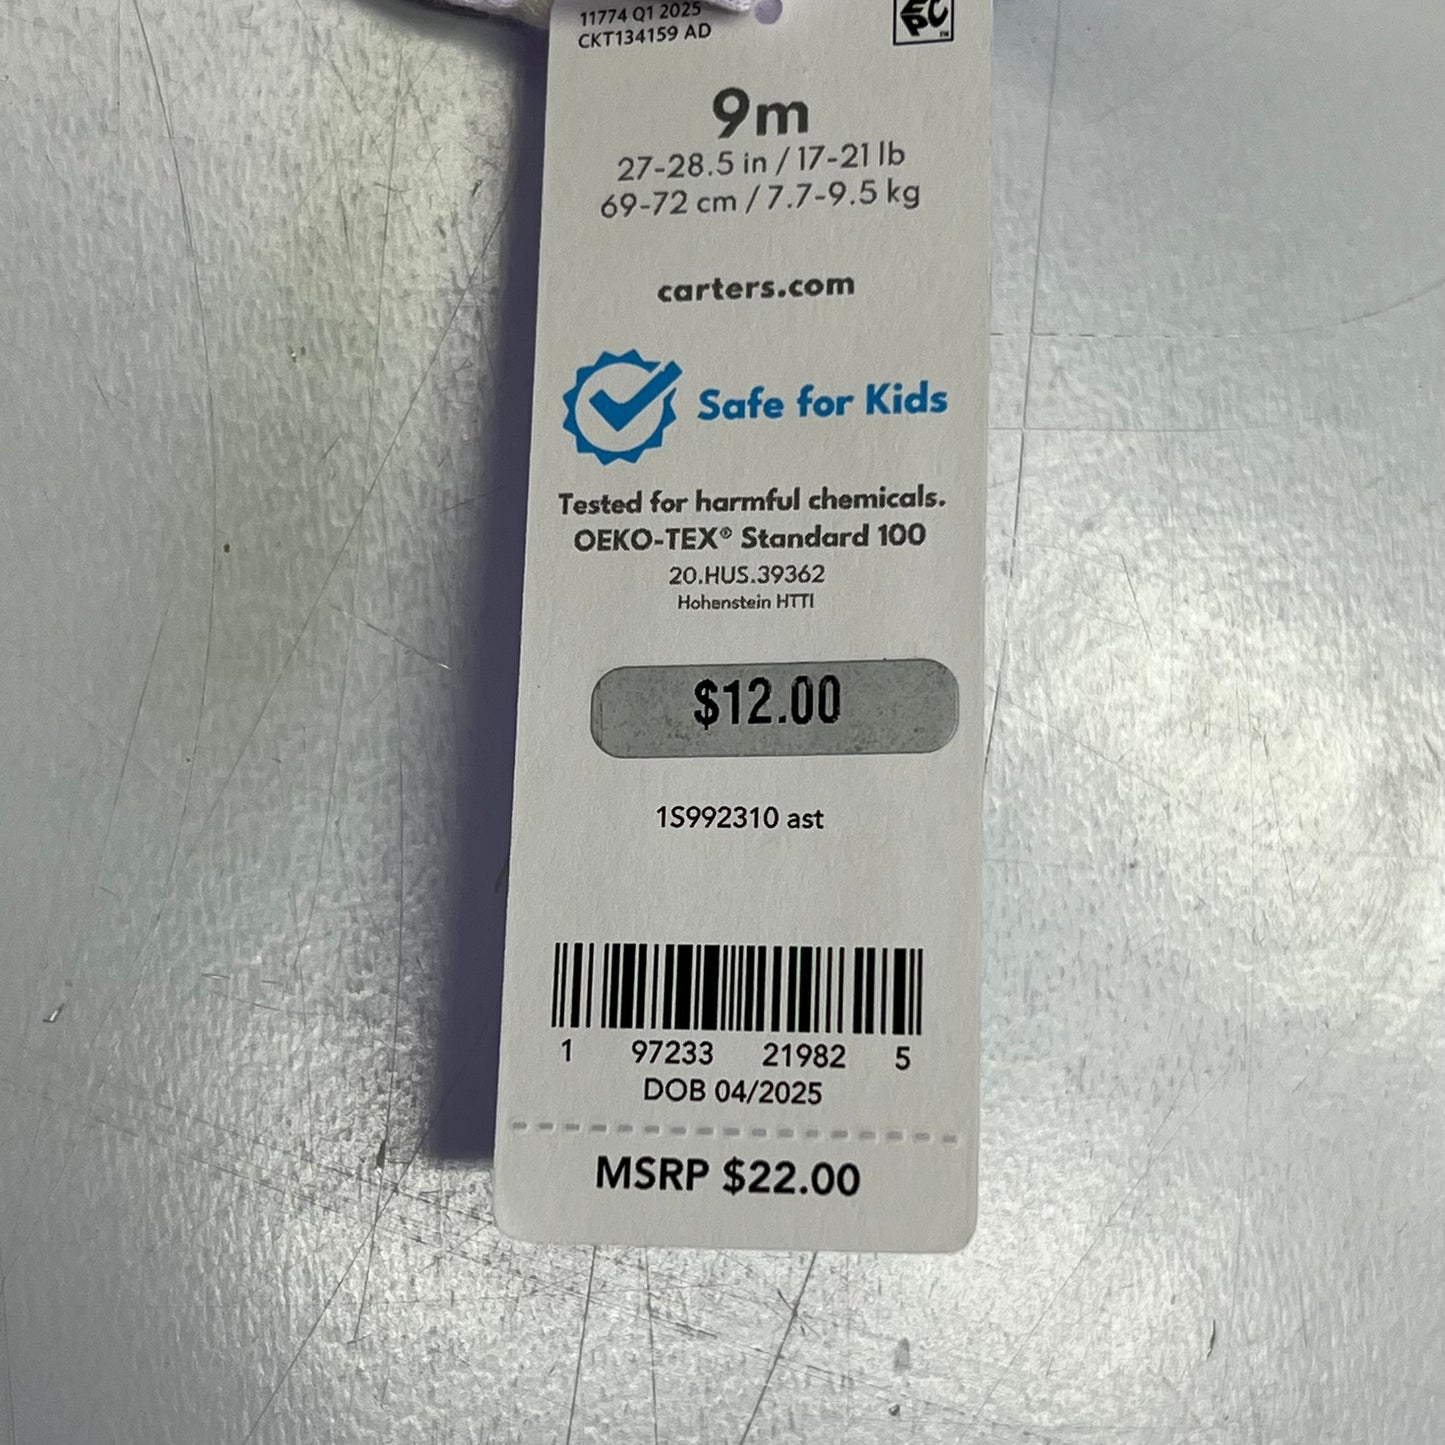 11774 Q1 2025
CKT134159 AD
9m
27-28.5 in / 17-21 lb
69-72 cm / 7.7-9.5 kg
carters.com
Safe for Kids
Tested for harmful chemicals.
OEKO-TEX® Standard 100
20.HUS.39362
Hohenstein HTTI
$12.00
1S992310 ast
1 97233 21982 5
DOB 04/2025
MSRP $22.00